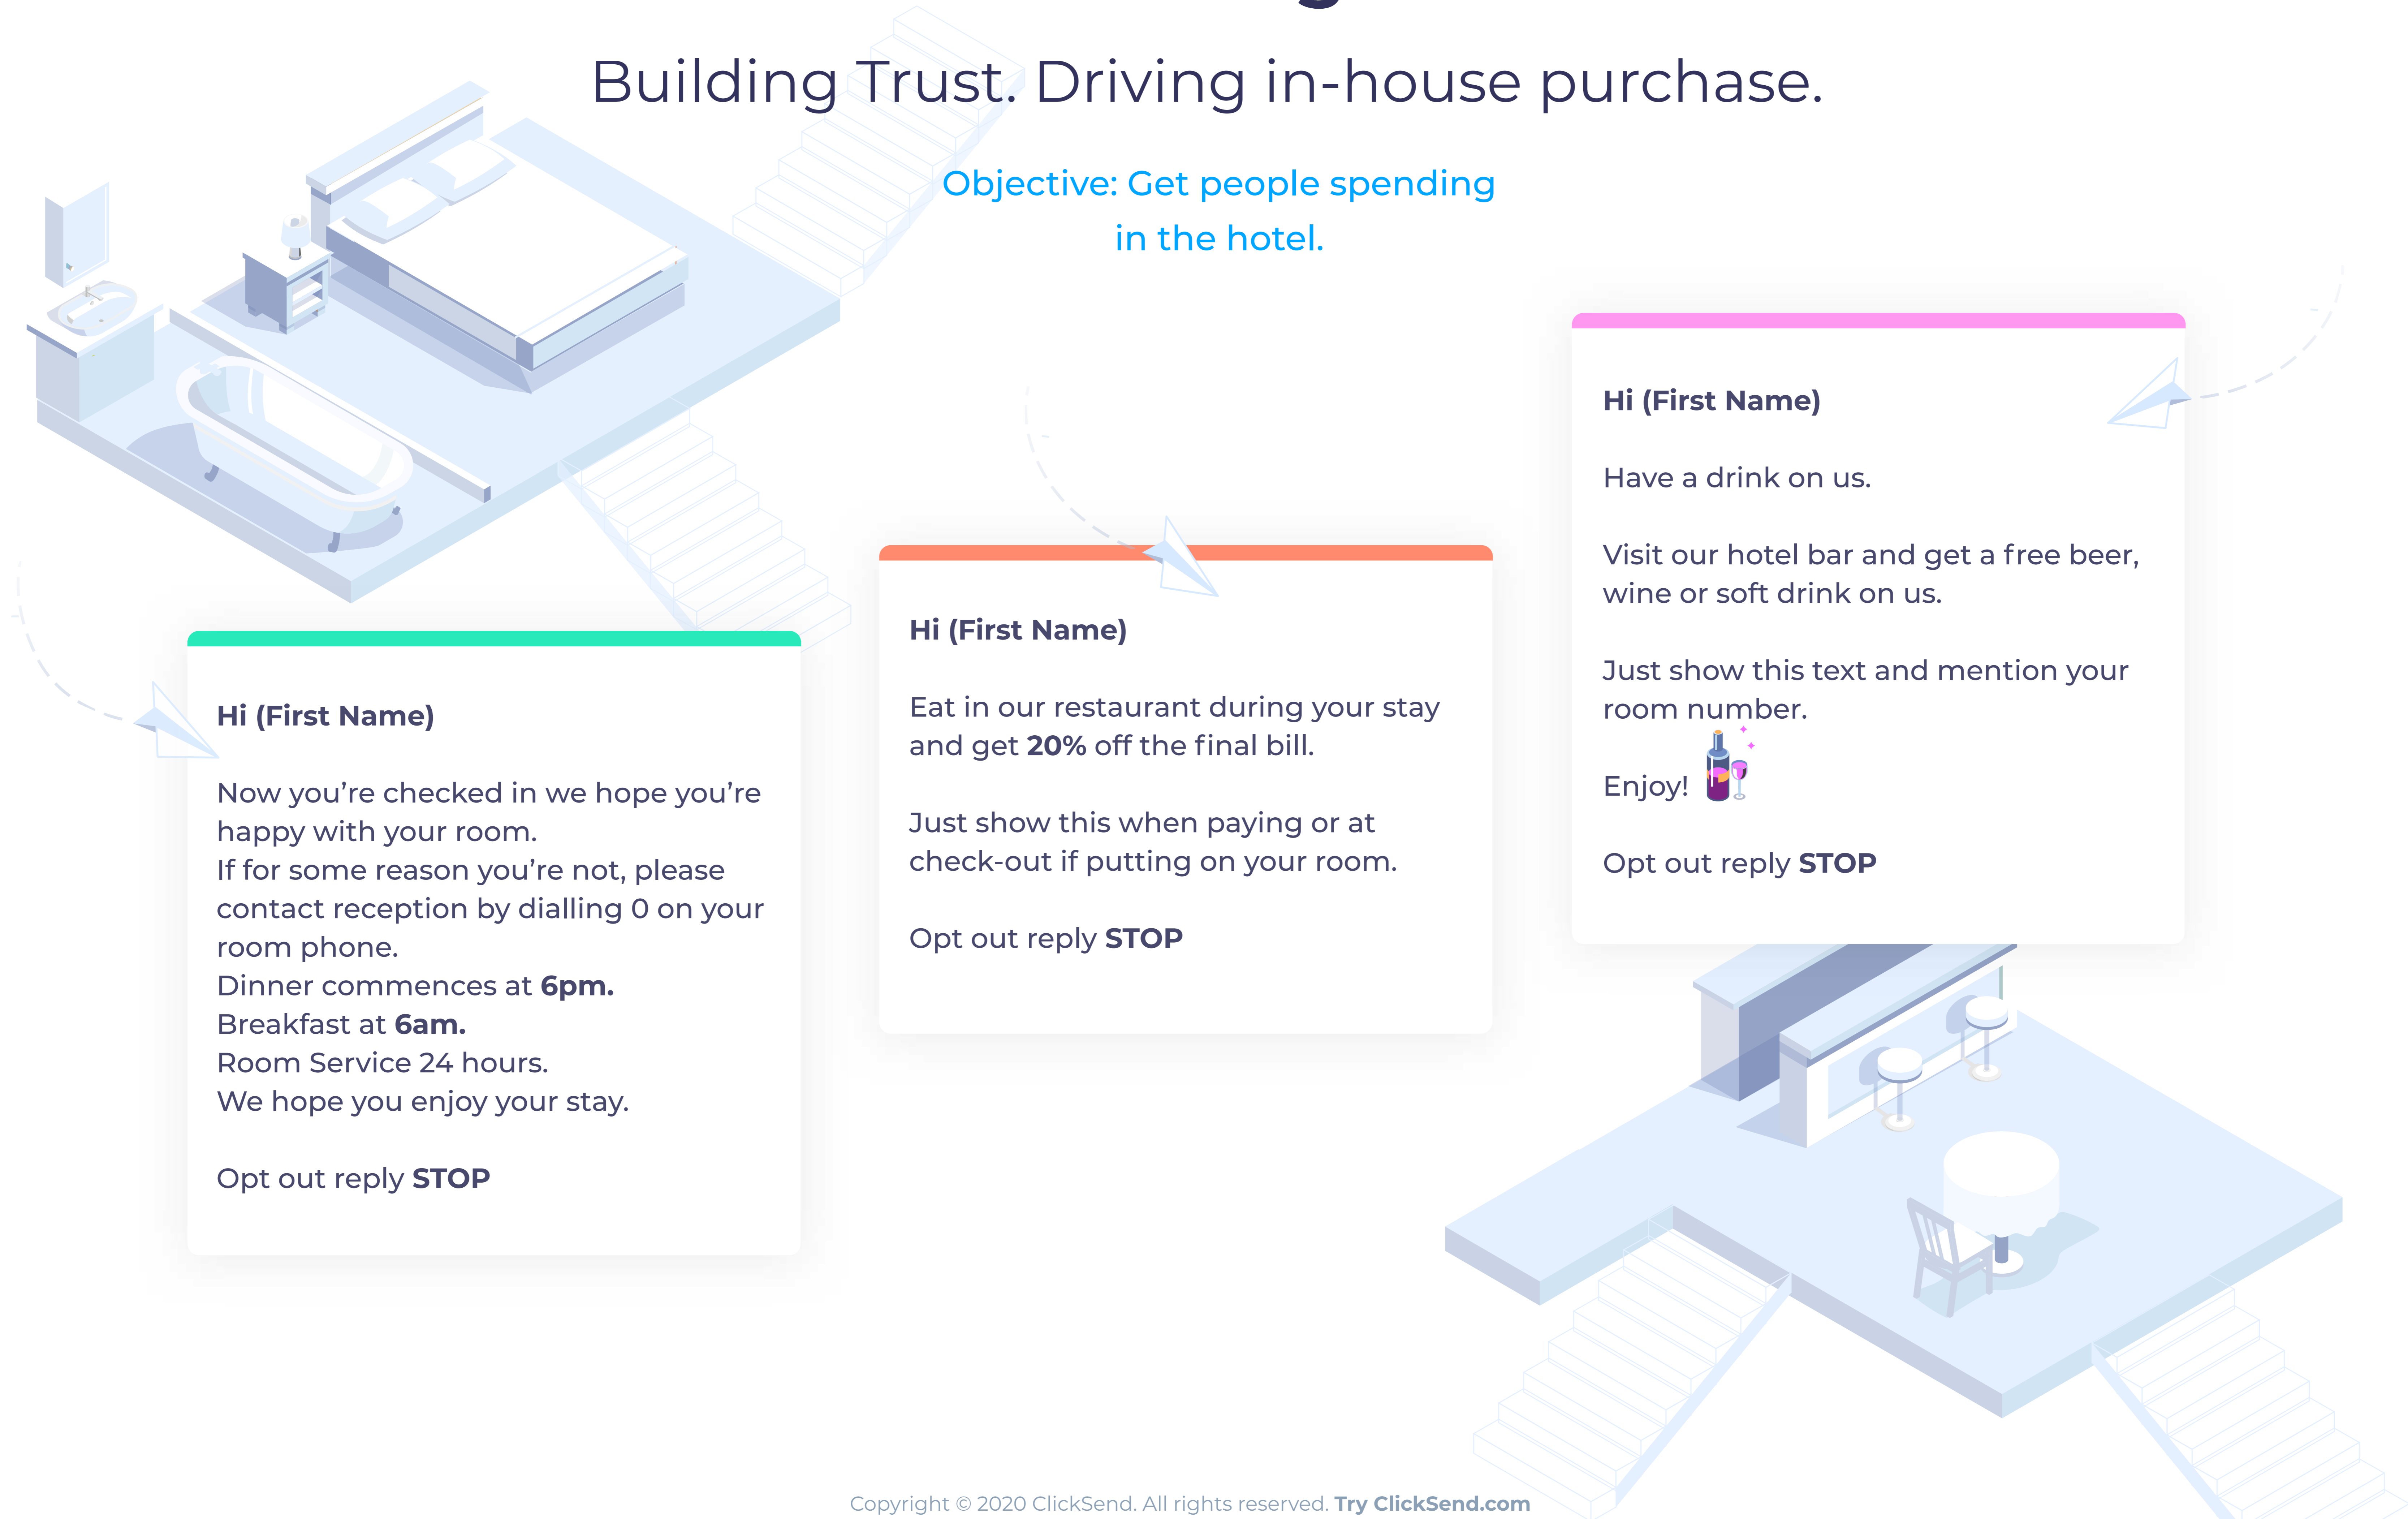 Building Trust. Driving in-house purchase.
Objective: Get people spending
in the hotel.
Hi (First Name)
Now you’re checked in we hope you’re
happy with your room.
If for some reason you’re not, please
contact reception by dialling 0 on your
room phone.
Dinner commences at 6pm.
Breakfast at 6am.
Room Service 24 hours.
We hope you enjoy your stay.
Opt out reply STOP
Hi (First Name)
Eat in our restaurant during your stay
and get 20% off the final bill.
Just show this when paying or at
check-out if putting on your room.
Opt out reply STOP
Hi (First Name)
Have a drink on us.
Visit our hotel bar and get a free beer,
wine or soft drink on us.
Just show this text and mention your
room number.
Enjoy!
Opt out reply STOP
Copyright © 2020 ClickSend. All rights reserved. Try ClickSend.com